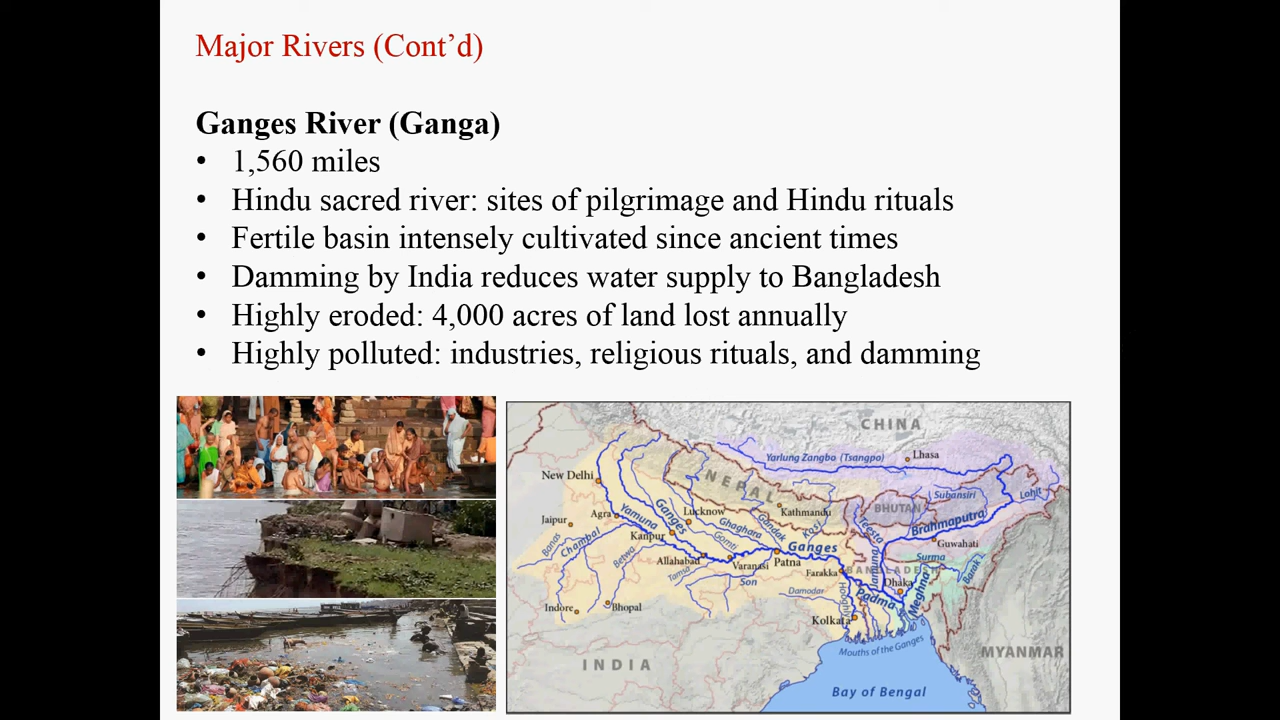 Major Rivers (Cont’d)
Ganges River (Ganga)
• 1,560 miles
• Hindu sacred river: sites of pilgrimage and Hindu rituals
• Fertile basin intensely cultivated since ancient times
• Damming by India reduces water supply to Bangladesh
• Highly eroded: 4,000 acres of land lost annually
• Highly polluted: industries, religious rituals, and damming
CHINA
Yarlung Zangbo (Tsangpo)
Lhasa
New Delhi
NEPAL
Subansiri
Lohit
BHUTAN
Ganges
Lucknow
Kathmandu
Agra
Yamuna
Jaipur
Ghaghara
Gandak
Kosi
Teesta
Brahmaputra
Kanpur
Banas
Chambal
Gomti
Ganges
Guwahati
Betwa
Allahabad
Varanasi
Patna
Surma
Barak
Tamsa
Son
Farakka
BANGLADESH
Jamuna
Dhaka
Damodar
Hooghly
Padma
Meghna
Indore
Bhopal
Kolkata
Mouths of the Ganges
INDIA
MYANMAR
Bay of Bengal